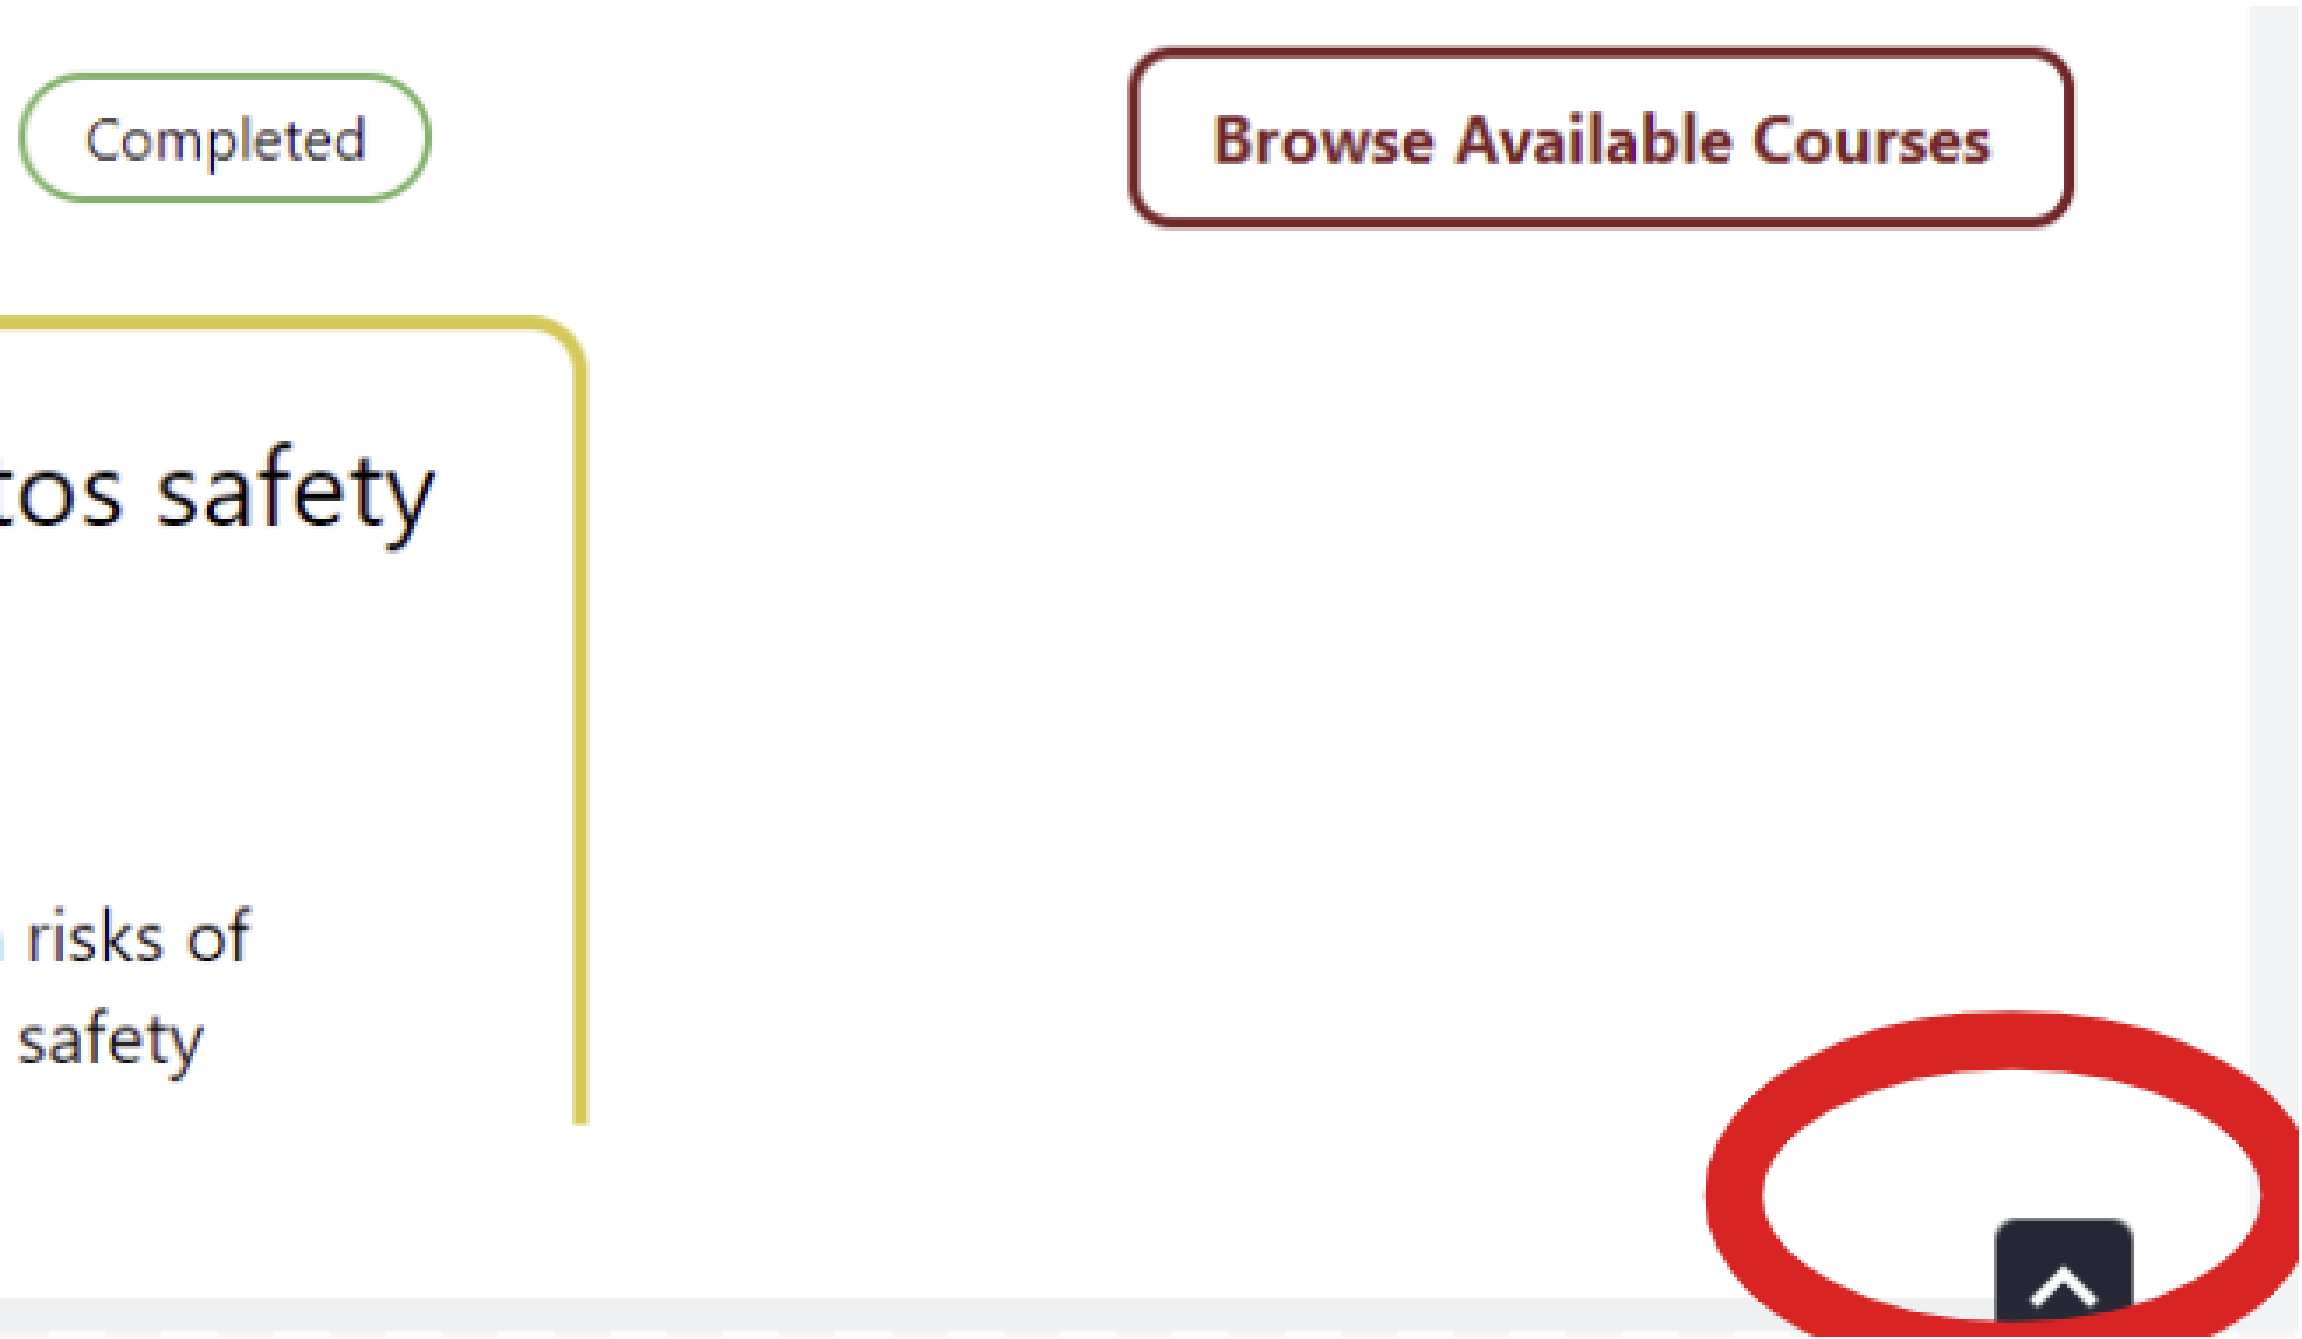 Completed
Browse Available Courses
tos safety
risks of
safety